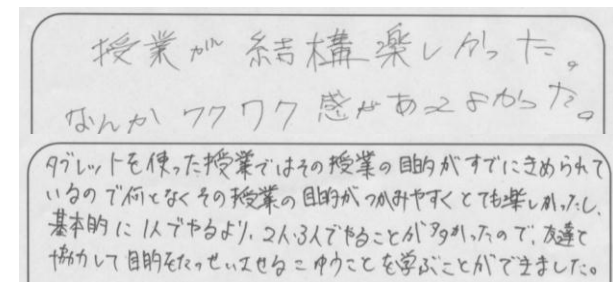 授業が結構楽しかった。
なんかワクワク感があってよかった。
タブレットを使った授業ではその授業の目的がすでにきめられて
いるので何となくその授業の目的がつかみやすくとても楽しかったし、
基本的に1人でやるより、2人、3人でやることが多かったので、友達と
協力して目的をたっせいさせるこゆうことを学ぶことができました。